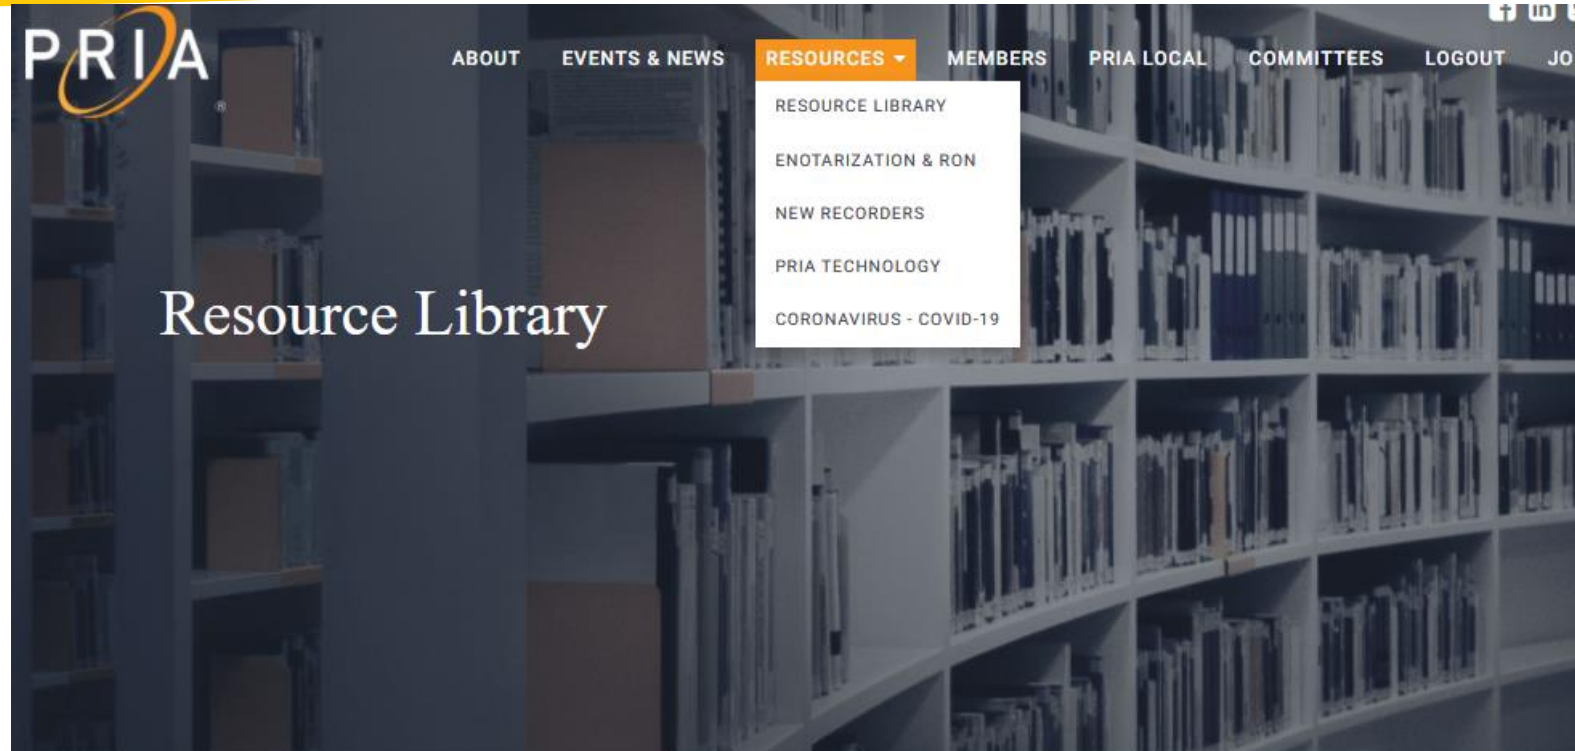 PRIA
®
ABOUT EVENTS & NEWS RESOURCES MEMBERS PRIA LOCAL COMMITTEES LOGOUT JO
RESOURCE LIBRARY
ENOTARIZATION & RON
NEW RECORDERS
PRIA TECHNOLOGY
CORONAVIRUS - COVID-19
Resource Library